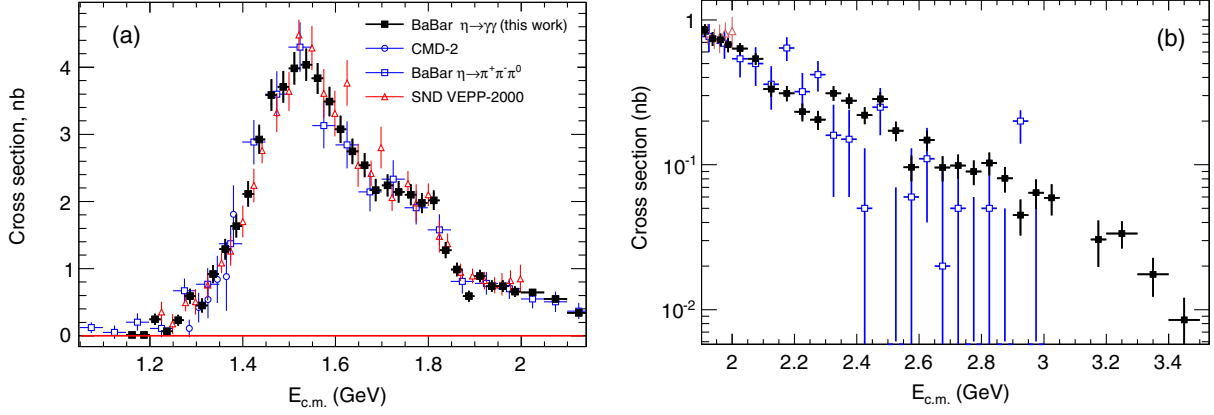 (a)
BaBar η→γγ (this work)
CMD-2
BaBar η→π⁺π⁻π⁰
SND VEPP-2000
Cross section, nb
4
3
2
1
0
1.2 1.4 1.6 1.8 2
E_c.m. (GeV)
(b)
Cross section (nb)
1
10⁻¹
10⁻²
2 2.2 2.4 2.6 2.8 3 3.2 3.4
E_c.m. (GeV)